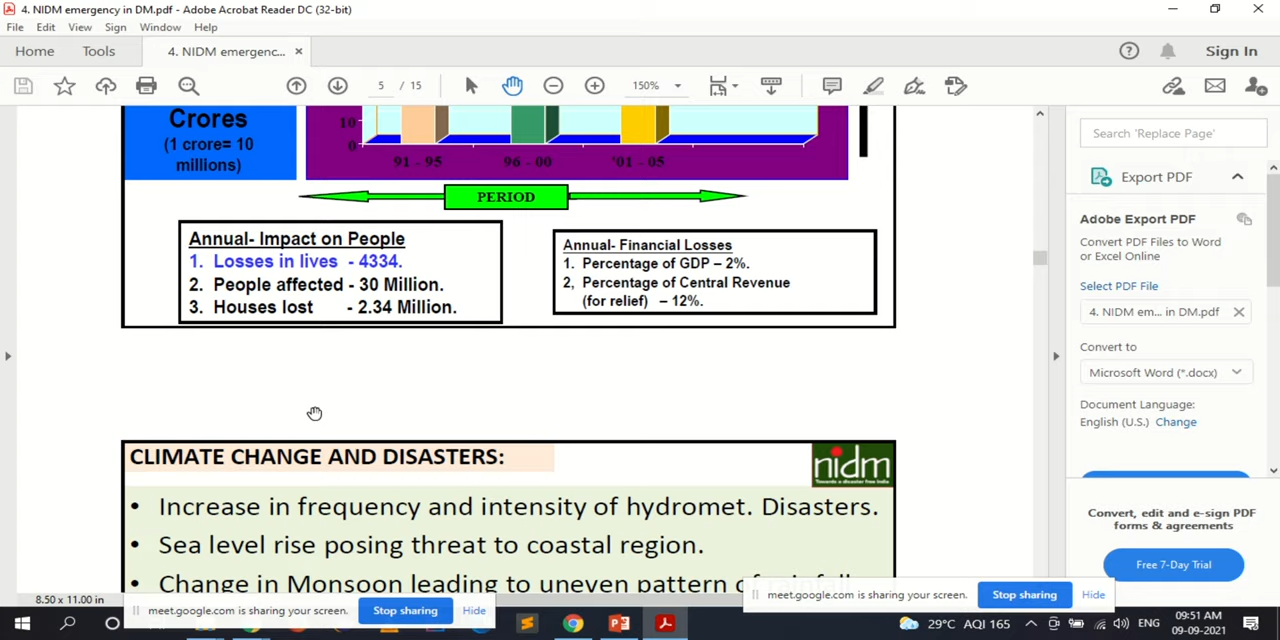 4. NIDM emergency in DM.pdf - Adobe Acrobat Reader DC (32-bit)
File Edit View Sign Window Help
Home Tools 4. NIDM emergenc... × Sign In
5 / 15 150%
Search 'Replace Page'
Crores
(1 crore= 10
millions)
10
0
91 - 95 96 - 00 '01 - 05
PERIOD
Annual- Impact on People
1. Losses in lives - 4334.
2. People affected - 30 Million.
3. Houses lost - 2.34 Million.
Annual- Financial Losses
1. Percentage of GDP – 2%.
2, Percentage of Central Revenue
(for relief) – 12%.
CLIMATE CHANGE AND DISASTERS:
nidm
Towards a disaster free India
• Increase in frequency and intensity of hydromet. Disasters.
• Sea level rise posing threat to coastal region.
• Change in Monsoon leading to uneven pattern of rainfall
Export PDF
Adobe Export PDF
Convert PDF Files to Word
or Excel Online
Select PDF File
4. NIDM em... in DM.pdf
Convert to
Microsoft Word (*.docx)
Document Language:
English (U.S.) Change
Convert, edit and e-sign PDF
forms & agreements
Free 7-Day Trial
8.50 x 11.00 in
meet.google.com is sharing your screen. Stop sharing Hide
meet.google.com is sharing your screen. Stop sharing Hide
29°C AQI 165 ENG 09:51 AM
09-09-2021